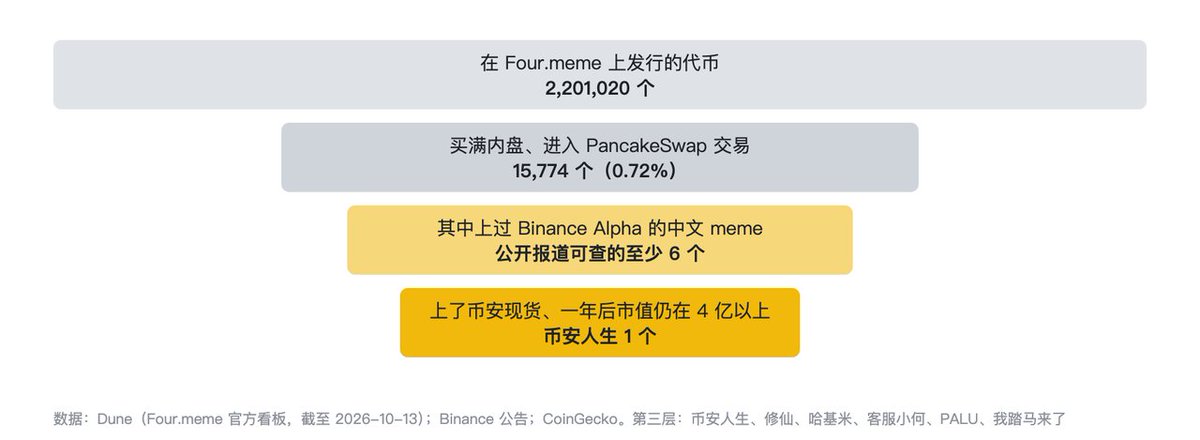 在 Four.meme 上发行的代币
2,201,020 个
买满内盘、进入 PancakeSwap 交易
15,774 个（0.72%）
其中上过 Binance Alpha 的中文 meme
公开报道可查的至少 6 个
上了币安现货、一年后市值仍在 4 亿以上
币安人生 1 个
数据：Dune（Four.meme 官方看板，截至 2026-10-13）；Binance 公告；CoinGecko。第三层：币安人生、修仙、哈基米、客服小何、PALU、我踏马来了